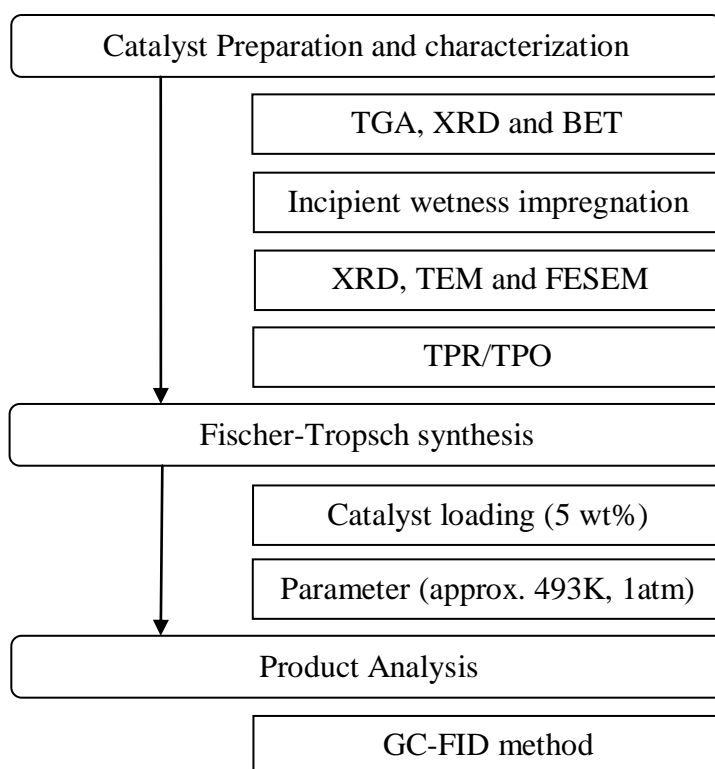 Catalyst Preparation and characterization
TGA, XRD and BET
Incipient wetness impregnation
XRD, TEM and FESEM
TPR/TPO
Fischer-Tropsch synthesis
Catalyst loading (5 wt%)
Parameter (approx. 493K, 1atm)
Product Analysis
GC-FID method